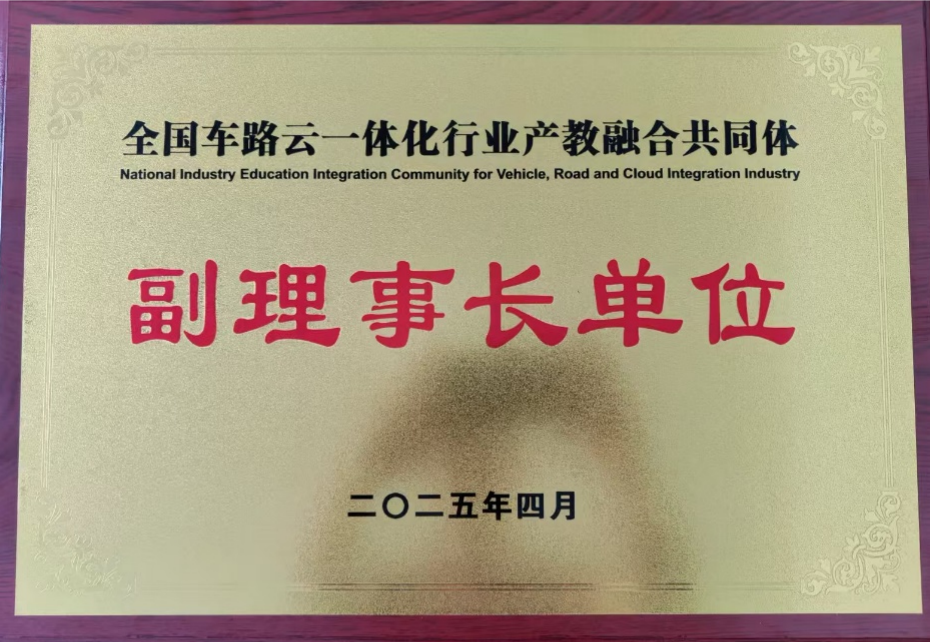 全国车路云一体化行业产教融合共同体
National Industry Education Integration Community for Vehicle, Road and Cloud Integration Industry
副理事长单位
二〇二五年四月